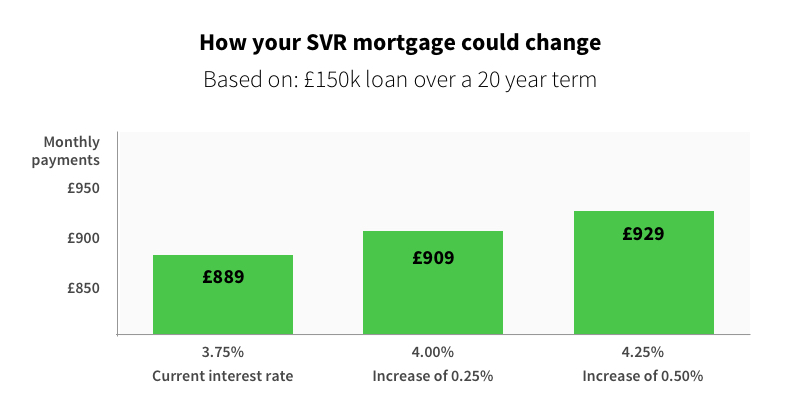 How your SVR mortgage could change
Based on: £150k loan over a 20 year term
Monthly
payments
£950
£900
£850
£889
£909
£929
3.75%
4.00%
4.25%
Current interest rate
Increase of 0.25%
Increase of 0.50%